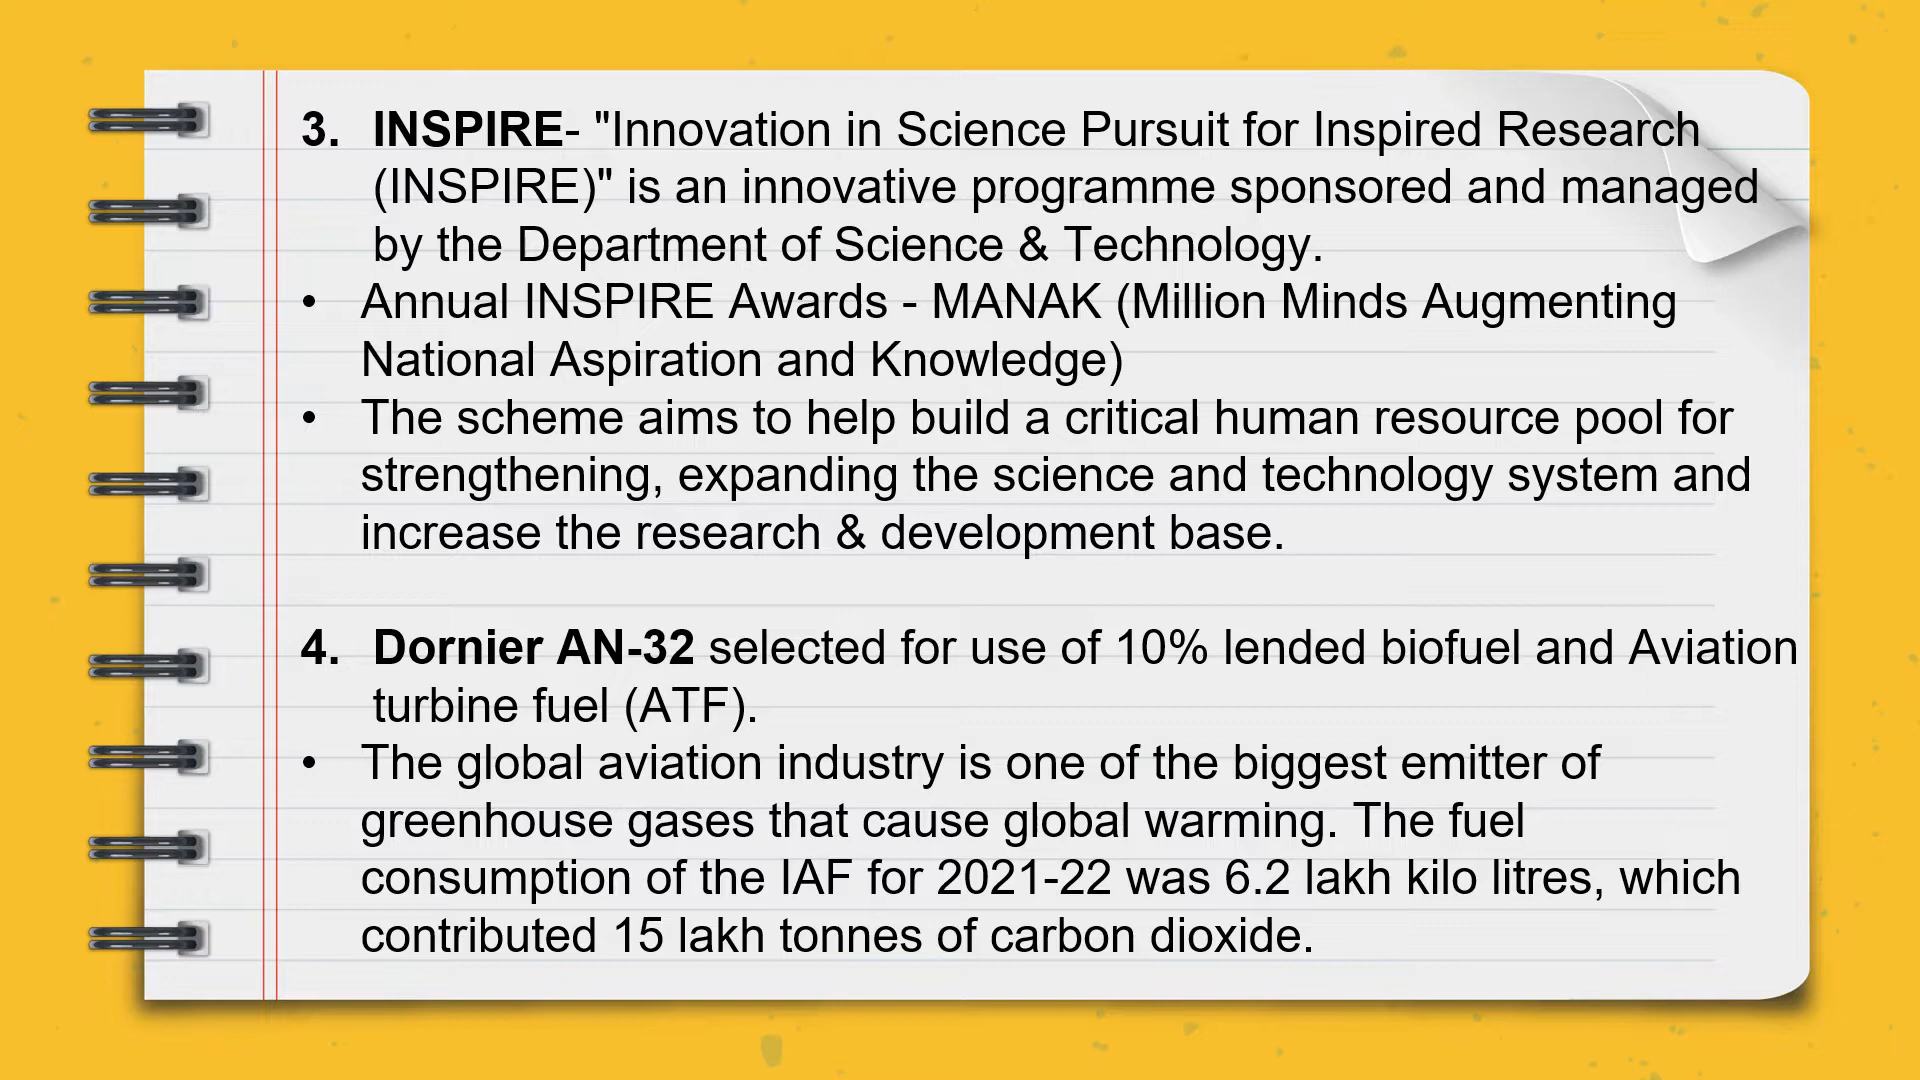 3. INSPIRE- "Innovation in Science Pursuit for Inspired Research
(INSPIRE)" is an innovative programme sponsored and managed
by the Department of Science & Technology.
• Annual INSPIRE Awards - MANAK (Million Minds Augmenting
National Aspiration and Knowledge)
• The scheme aims to help build a critical human resource pool for
strengthening, expanding the science and technology system and
increase the research & development base.
4. Dornier AN-32 selected for use of 10% lended biofuel and Aviation
turbine fuel (ATF).
• The global aviation industry is one of the biggest emitter of
greenhouse gases that cause global warming. The fuel
consumption of the IAF for 2021-22 was 6.2 lakh kilo litres, which
contributed 15 lakh tonnes of carbon dioxide.